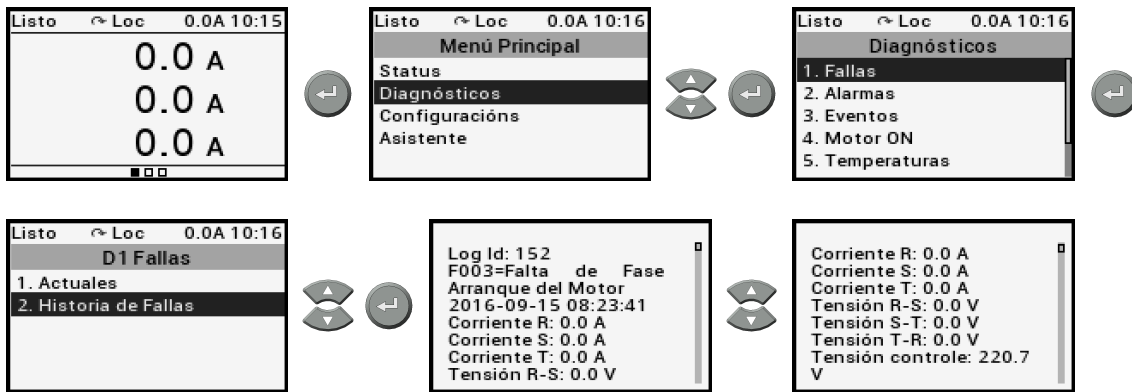 Listo ↷ Loc 0.0A 10:15
0.0 A
0.0 A
0.0 A
Listo ↷ Loc 0.0A 10:16
Menú Principal
Status
Diagnósticos
Configuracións
Asistente
Listo ↷ Loc 0.0A 10:16
Diagnósticos
1. Fallas
2. Alarmas
3. Eventos
4. Motor ON
5. Temperaturas
Listo ↷ Loc 0.0A 10:16
D1 Fallas
1. Actuales
2. Historia de Fallas
Log Id: 152
F003=Falta de Fase
Arranque del Motor
2016-09-15 08:23:41
Corriente R: 0.0 A
Corriente S: 0.0 A
Corriente T: 0.0 A
Tensión R-S: 0.0 V
Corriente R: 0.0 A
Corriente S: 0.0 A
Corriente T: 0.0 A
Tensión R-S: 0.0 V
Tensión S-T: 0.0 V
Tensión T-R: 0.0 V
Tensión controle: 220.7
V